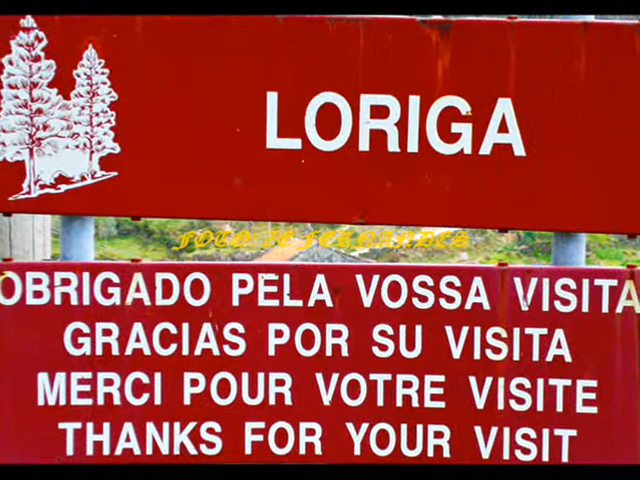 LORIGA
FOTO JE FERNANDES
OBRIGADO PELA VOSSA VISITA
GRACIAS POR SU VISITA
MERCI POUR VOTRE VISITE
THANKS FOR YOUR VISIT